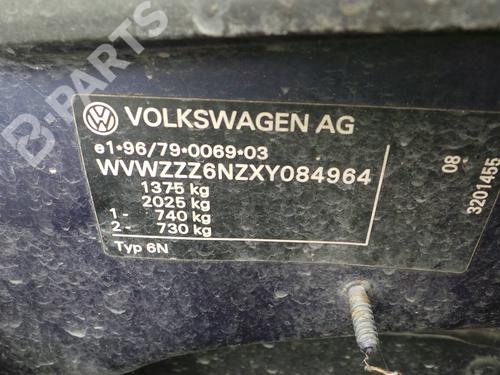 B-PARTS
VOLKSWAGEN AG
e1*96/79*0069*03
WVWZZZ6NZXY084964
1375 kg
2025 kg
1- 740 kg
2- 730 kg
Typ 6N
08
3201455